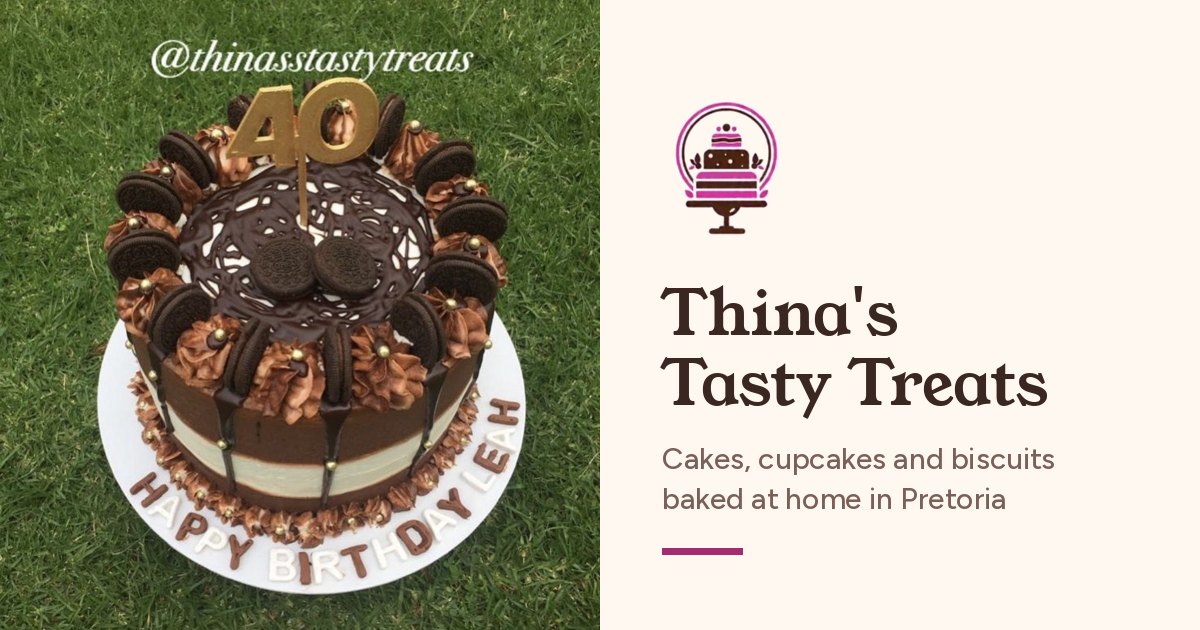 @thinasstastytreats
40
HAPPY BIRTHDAY LEAH
Thina's
Tasty Treats
Cakes, cupcakes and biscuits
baked at home in Pretoria